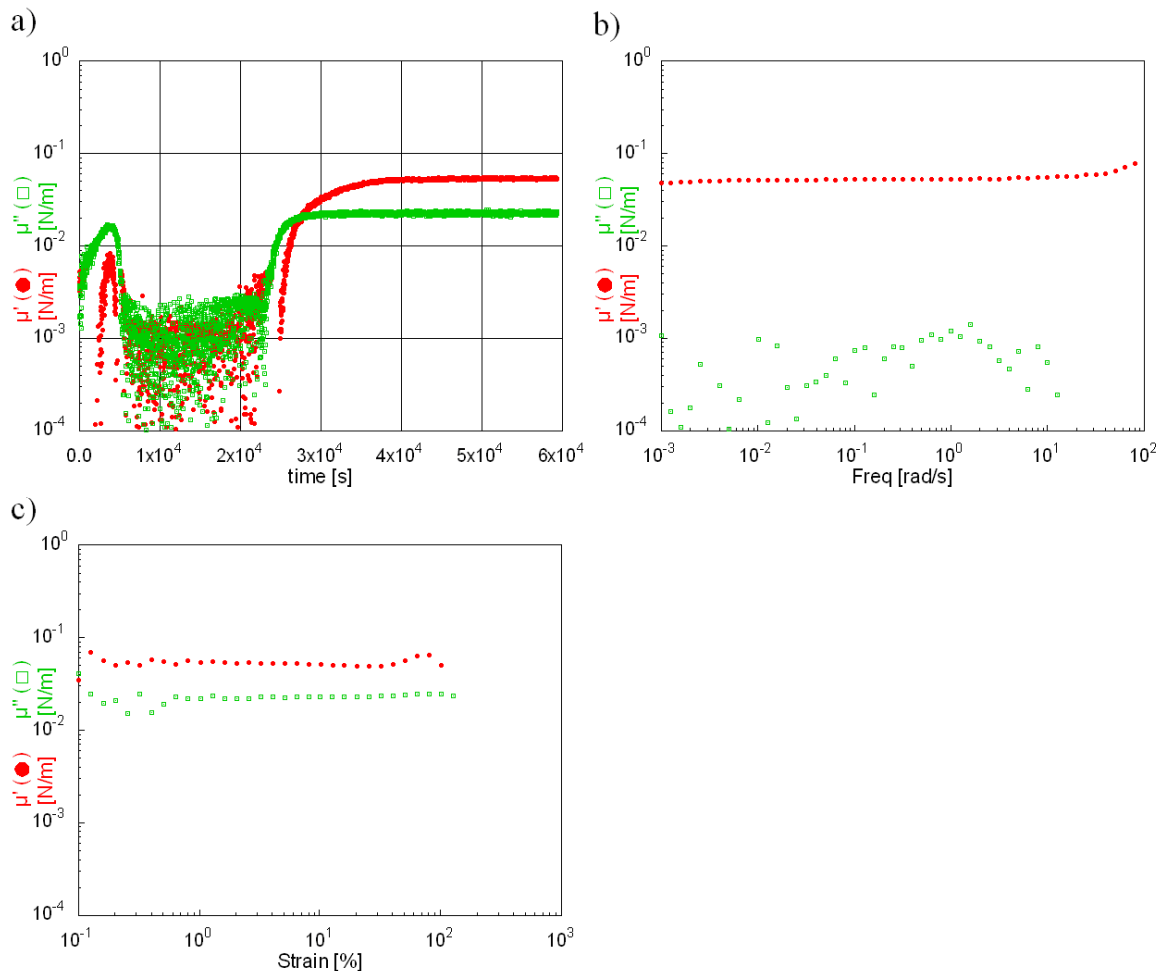 a)
10⁰
10⁻¹
10⁻²
10⁻³
10⁻⁴
μ' (●)
[N/m]
μ'' (□)
[N/m]
0.0
1x10⁴
2x10⁴
3x10⁴
4x10⁴
5x10⁴
6x10⁴
time [s]
b)
10⁰
10⁻¹
10⁻²
10⁻³
10⁻⁴
μ' (●)
[N/m]
μ'' (□)
[N/m]
10⁻³
10⁻²
10⁻¹
10⁰
10¹
10²
Freq [rad/s]
c)
10⁰
10⁻¹
10⁻²
10⁻³
10⁻⁴
μ' (●)
[N/m]
μ'' (□)
[N/m]
10⁻¹
10⁰
10¹
10²
10³
Strain [%]